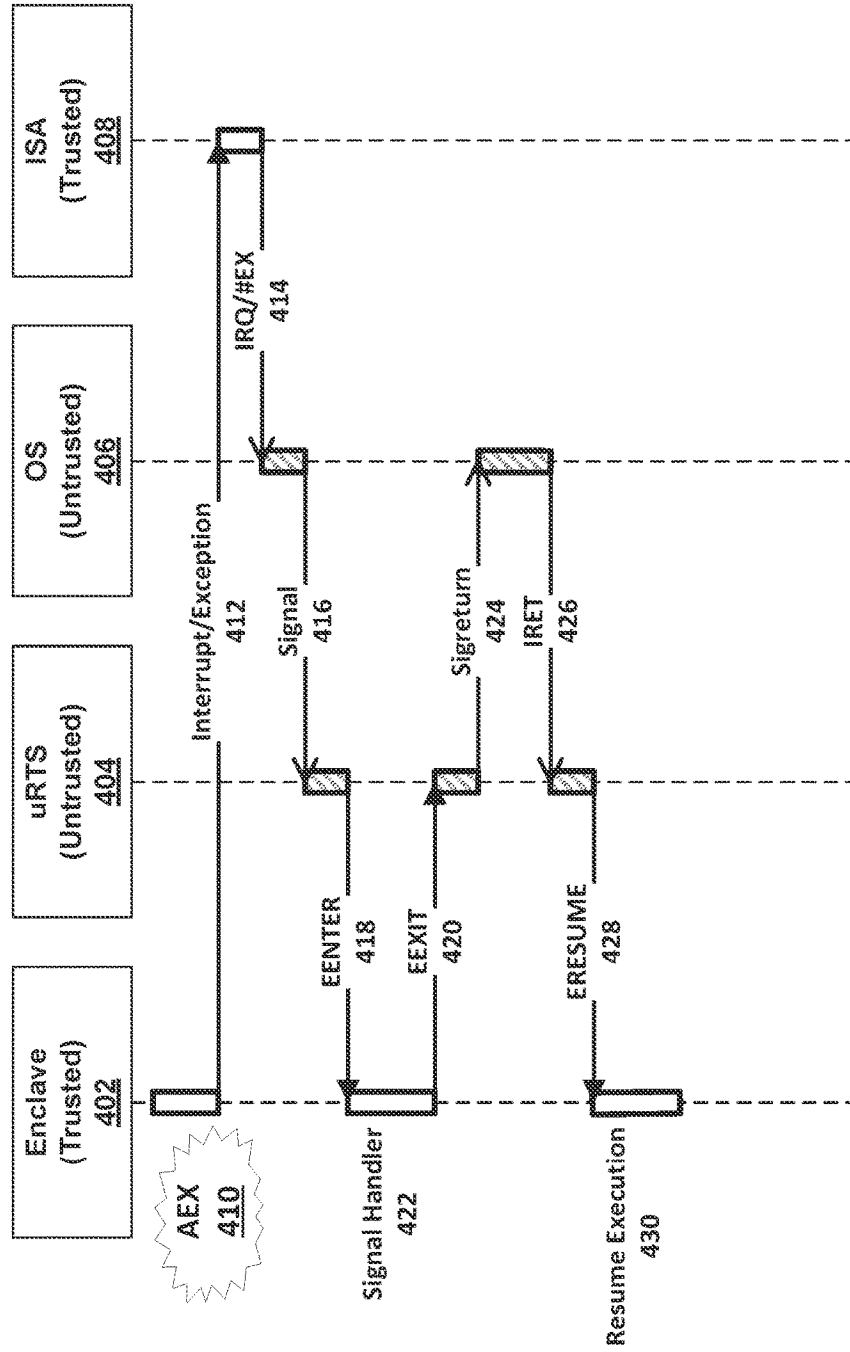 Enclave
(Trusted)
402
uRTS
(Untrusted)
404
OS
(Untrusted)
406
ISA
(Trusted)
408
AEX
410
Interrupt/Exception
412
IRQ/#EX
414
Signal
416
EENTER
418
Signal Handler
422
EEXIT
420
Sigreturn
424
IRET
426
ERESUME
428
Resume Execution
430